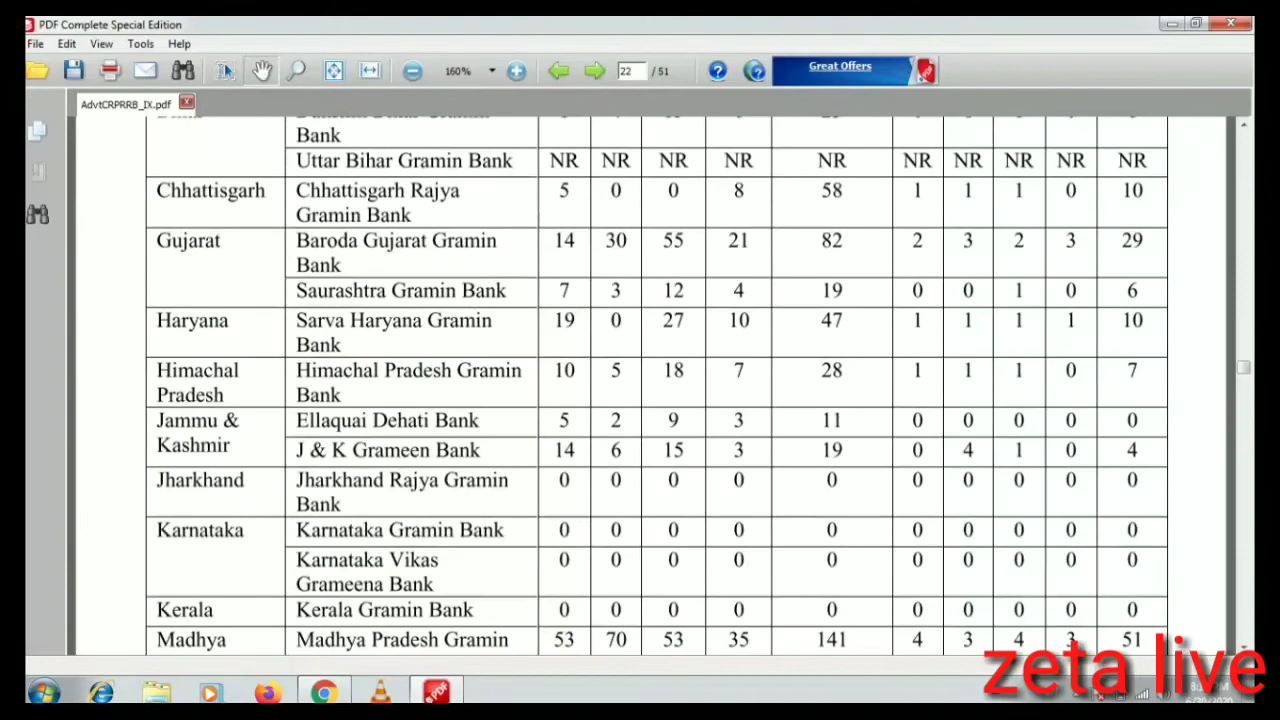 PDF Complete Special Edition
File Edit View Tools Help
160% 22 / 51 Great Offers
AdvtCRPRRB_IX.pdf
Bank
Uttar Bihar Gramin Bank NR NR NR NR NR NR NR NR NR NR
Chhattisgarh Chhattisgarh Rajya 5 0 0 8 58 1 1 1 0 10
Gramin Bank
Gujarat Baroda Gujarat Gramin 14 30 55 21 82 2 3 2 3 29
Bank
Saurashtra Gramin Bank 7 3 12 4 19 0 0 1 0 6
Haryana Sarva Haryana Gramin 19 0 27 10 47 1 1 1 1 10
Bank
Himachal Himachal Pradesh Gramin 10 5 18 7 28 1 1 1 0 7
Pradesh Bank
Jammu & Ellaquai Dehati Bank 5 2 9 3 11 0 0 0 0 0
Kashmir J & K Grameen Bank 14 6 15 3 19 0 4 1 0 4
Jharkhand Jharkhand Rajya Gramin 0 0 0 0 0 0 0 0 0 0
Bank
Karnataka Karnataka Gramin Bank 0 0 0 0 0 0 0 0 0 0
Karnataka Vikas 0 0 0 0 0 0 0 0 0 0
Grameena Bank
Kerala Kerala Gramin Bank 0 0 0 0 0 0 0 0 0 0
Madhya Madhya Pradesh Gramin 53 70 53 35 141 4 3 4 3 51
zeta live